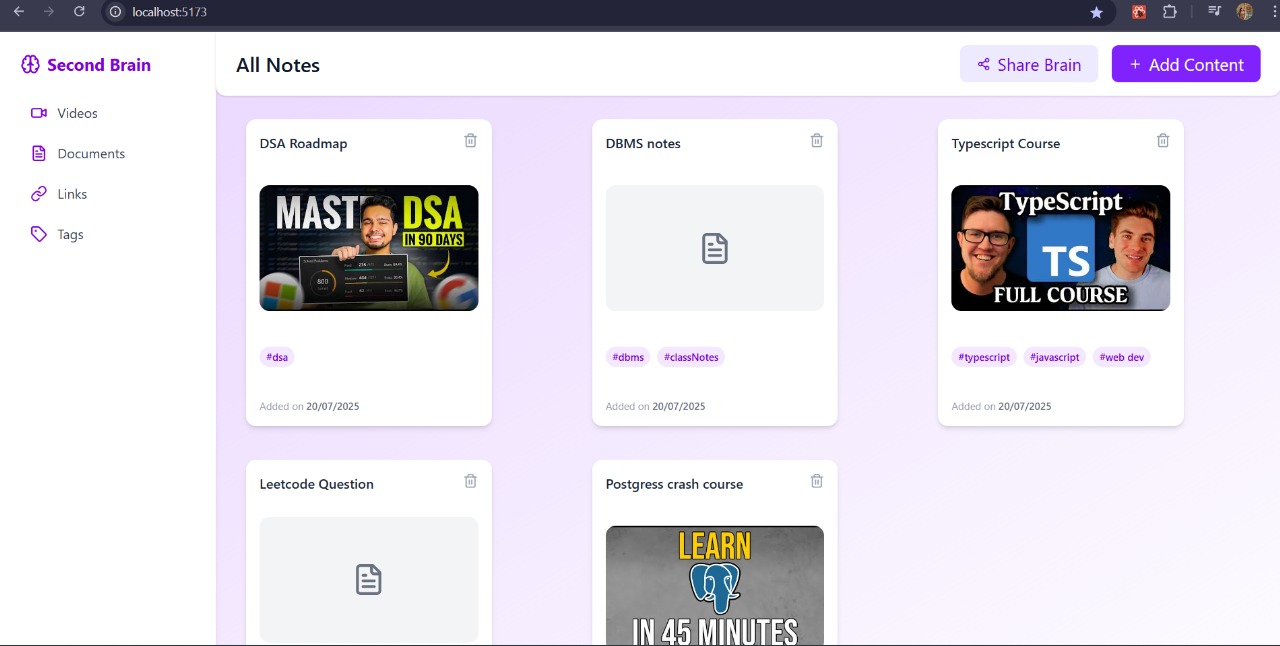 localhost:5173
Second Brain
All Notes
Share Brain
+ Add Content
Videos
Documents
Links
Tags
DSA Roadmap
DBMS notes
Typescript Course
DSA
IN 90 DAYS
800
TypeScript
TS
FULL COURSE
#dsa
#dbms #classNotes
#typescript #javascript #web dev
Added on 20/07/2025
Added on 20/07/2025
Added on 20/07/2025
Leetcode Question
Postgress crash course
LEARN
IN 45 MINUTES